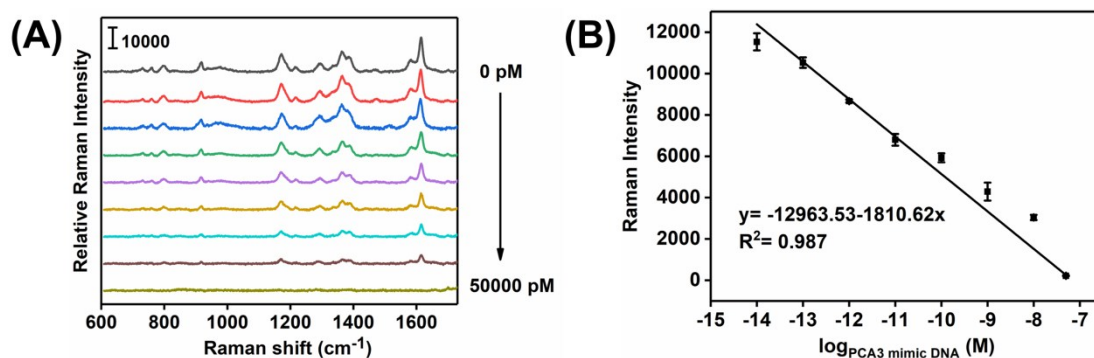 (A)
10000
0 pM
50000 pM
Relative Raman Intensity
600 800 1000 1200 1400 1600
Raman shift (cm⁻¹)
(B)
12000
10000
8000
6000
4000
2000
0
Raman Intensity
y= -12963.53-1810.62x
R²= 0.987
-15 -14 -13 -12 -11 -10 -9 -8 -7
log PCA3 mimic DNA (M)